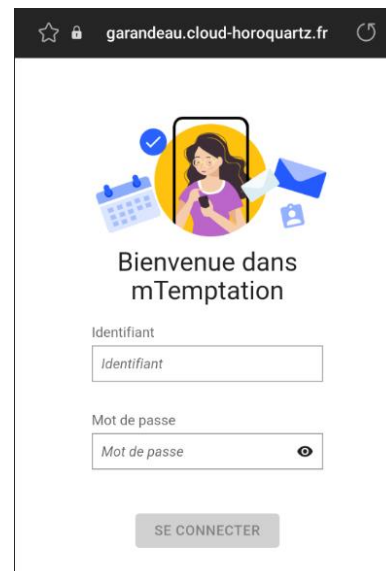 garandeau.cloud-horoquartz.fr
Bienvenue dans
mTemptation
Identifiant
Identifiant
Mot de passe
Mot de passe
SE CONNECTER